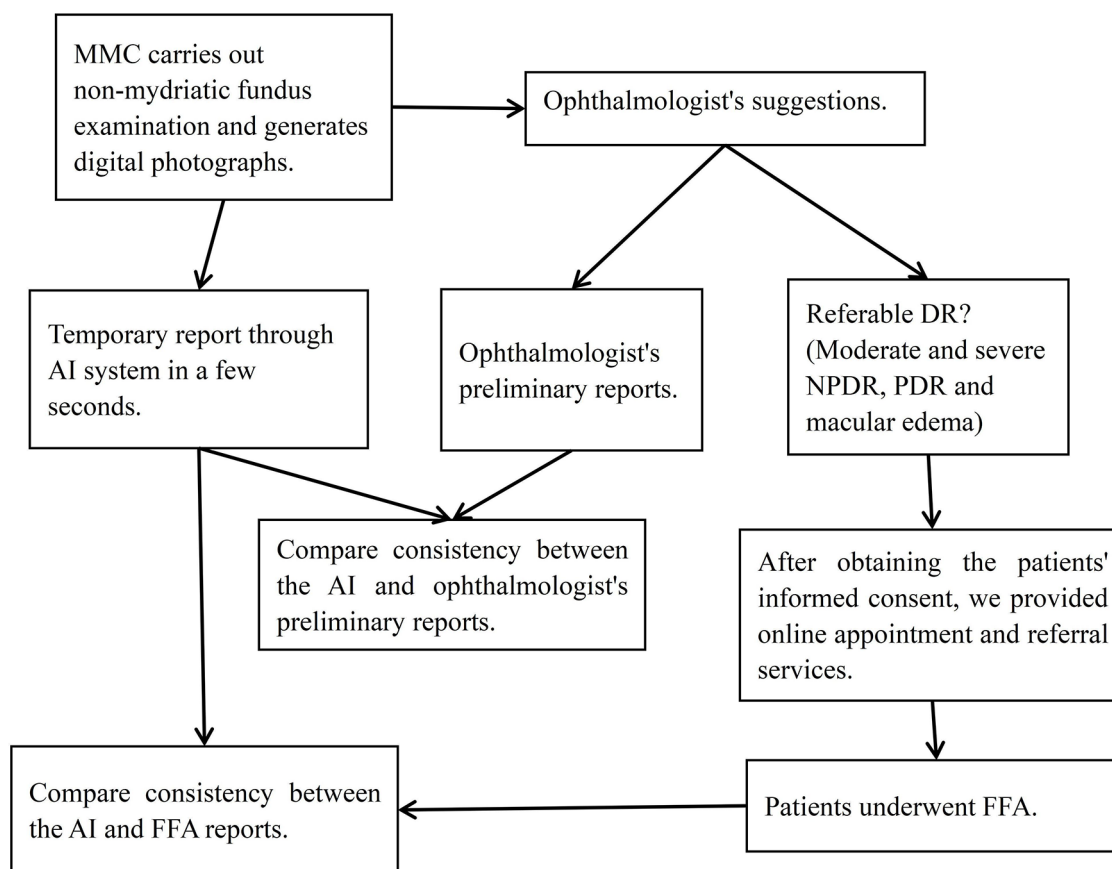 MMC carries out
non-mydriatic fundus
examination and generates
digital photographs.
Ophthalmologist's suggestions.
Temporary report through
AI system in a few
seconds.
Ophthalmologist's
preliminary reports.
Referable DR?
(Moderate and severe
NPDR, PDR and
macular edema)
Compare consistency between
the AI and ophthalmologist's
preliminary reports.
After obtaining the patients'
informed consent, we provided
online appointment and referral
services.
Compare consistency between
the AI and FFA reports.
Patients underwent FFA.